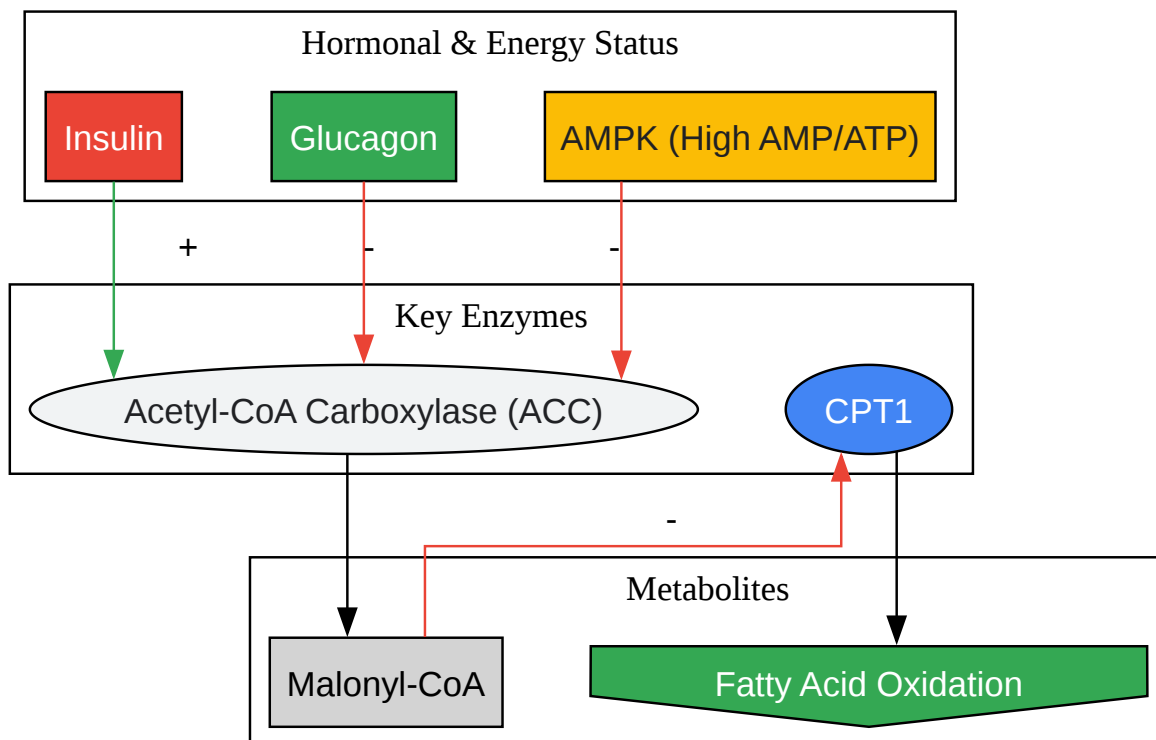 Hormonal & Energy Status
Insulin
Glucagon
AMPK (High AMP/ATP)
+
-
-
Key Enzymes
Acetyl-CoA Carboxylase (ACC)
CPT1
-
Metabolites
Malonyl-CoA
Fatty Acid Oxidation